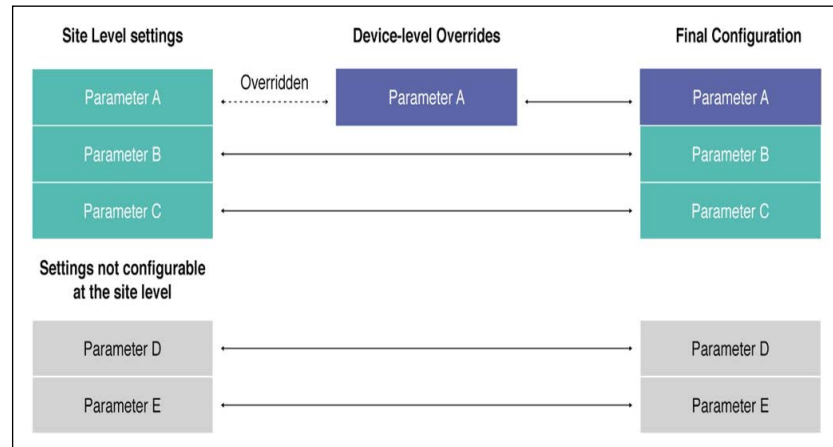 Site Level settings
Device-level Overrides
Final Configuration
Parameter A
Overridden
Parameter A
Parameter A
Parameter B
Parameter B
Parameter C
Parameter C
Settings not configurable
at the site level
Parameter D
Parameter D
Parameter E
Parameter E